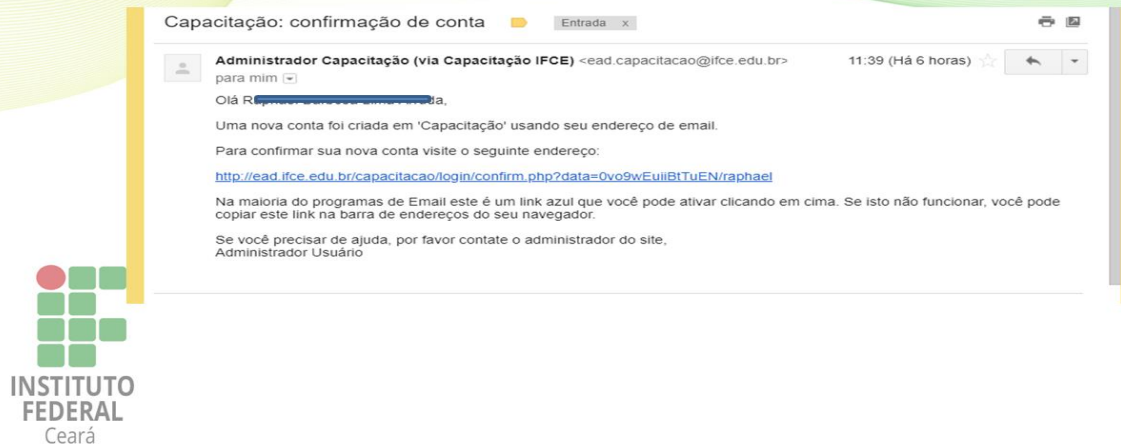 Capacitação: confirmação de conta Entrada x
Administrador Capacitação (via Capacitação IFCE) <ead.capacitacao@ifce.edu.br> 11:39 (Há 6 horas)
para mim
Olá
Uma nova conta foi criada em 'Capacitação' usando seu endereço de email.
Para confirmar sua nova conta visite o seguinte endereço:
http://ead.ifce.edu.br/capacitacao/login/confirm.php?data=0vo9wEuiiBtTuEN/raphael
Na maioria do programas de Email este é um link azul que você pode ativar clicando em cima. Se isto não funcionar, você pode
copiar este link na barra de endereços do seu navegador.
Se você precisar de ajuda, por favor contate o administrador do site,
Administrador Usuário
INSTITUTO
FEDERAL
Ceará